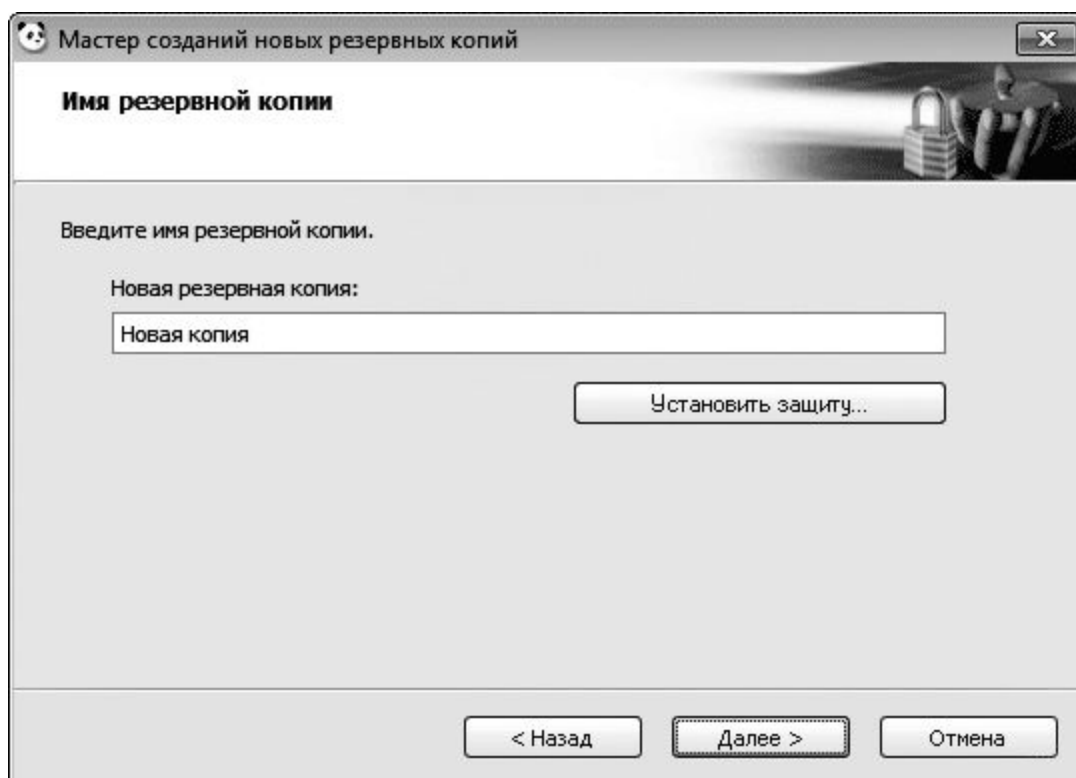 Мастер созданий новых резервных копий
Имя резервной копии
Введите имя резервной копии.
Новая резервная копия:
Новая копия
Установить защиту...
< Назад
Далее >
Отмена